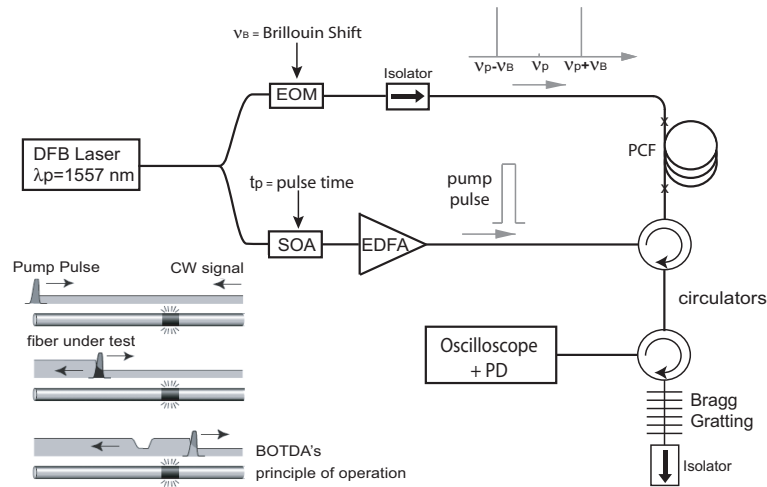 νB = Brillouin Shift
νp-νB νp νp+νB
EOM
Isolator
DFB Laser
λp=1557 nm
PCF
tp = pulse time
pump
pulse
SOA
EDFA
Pump Pulse
CW signal
circulators
fiber under test
Oscilloscope
+ PD
Bragg
Gratting
BOTDA's
principle of operation
Isolator